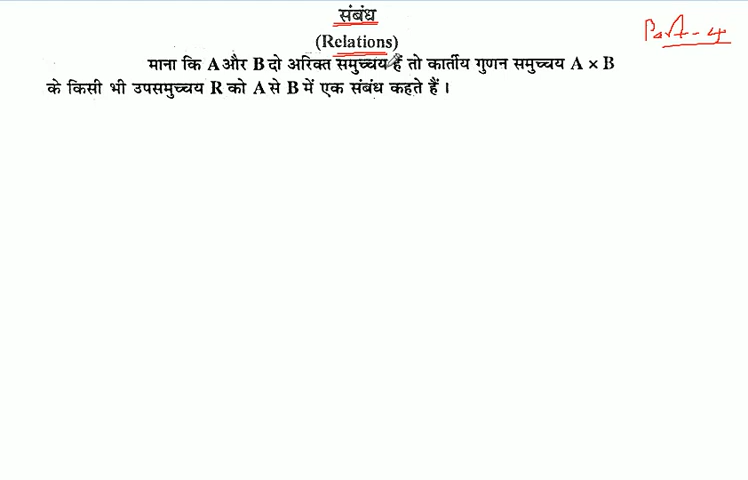 संबंध
(Relations)
Part-4
माना कि A और B दो अरिक्त समुच्चय हैं तो कार्तीय गुणन समुच्चय A × B
के किसी भी उपसमुच्चय R को A से B में एक संबंध कहते हैं ।